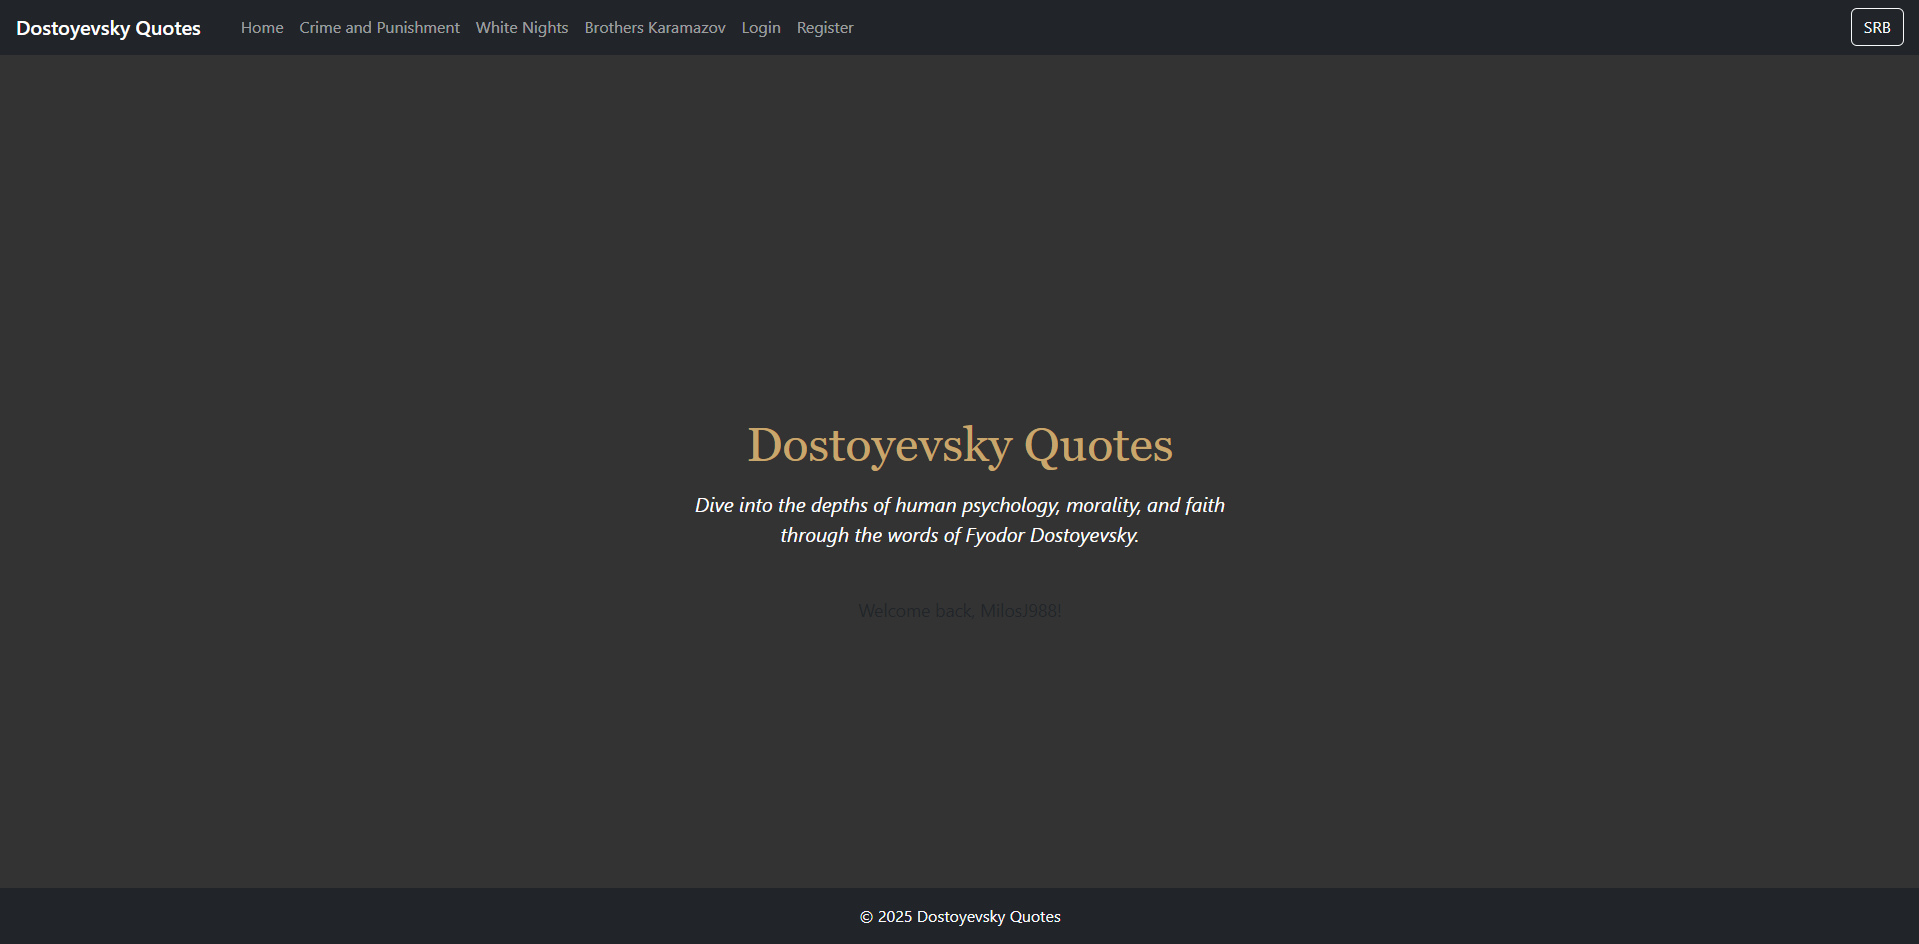 Dostoyevsky Quotes Home Crime and Punishment White Nights Brothers Karamazov Login Register SRB
Dostoyevsky Quotes
Dive into the depths of human psychology, morality, and faith
through the words of Fyodor Dostoyevsky.
Welcome back, MilosJ988!
© 2025 Dostoyevsky Quotes